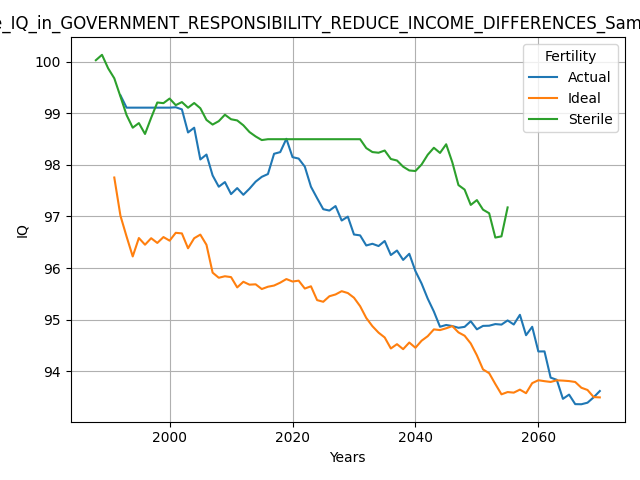 e_IQ_in_GOVERNMENT_RESPONSIBILITY_REDUCE_INCOME_DIFFERENCES_Sam
Fertility
Actual
Ideal
Sterile
IQ
100
99
98
97
96
95
94
2000
2020
2040
2060
Years